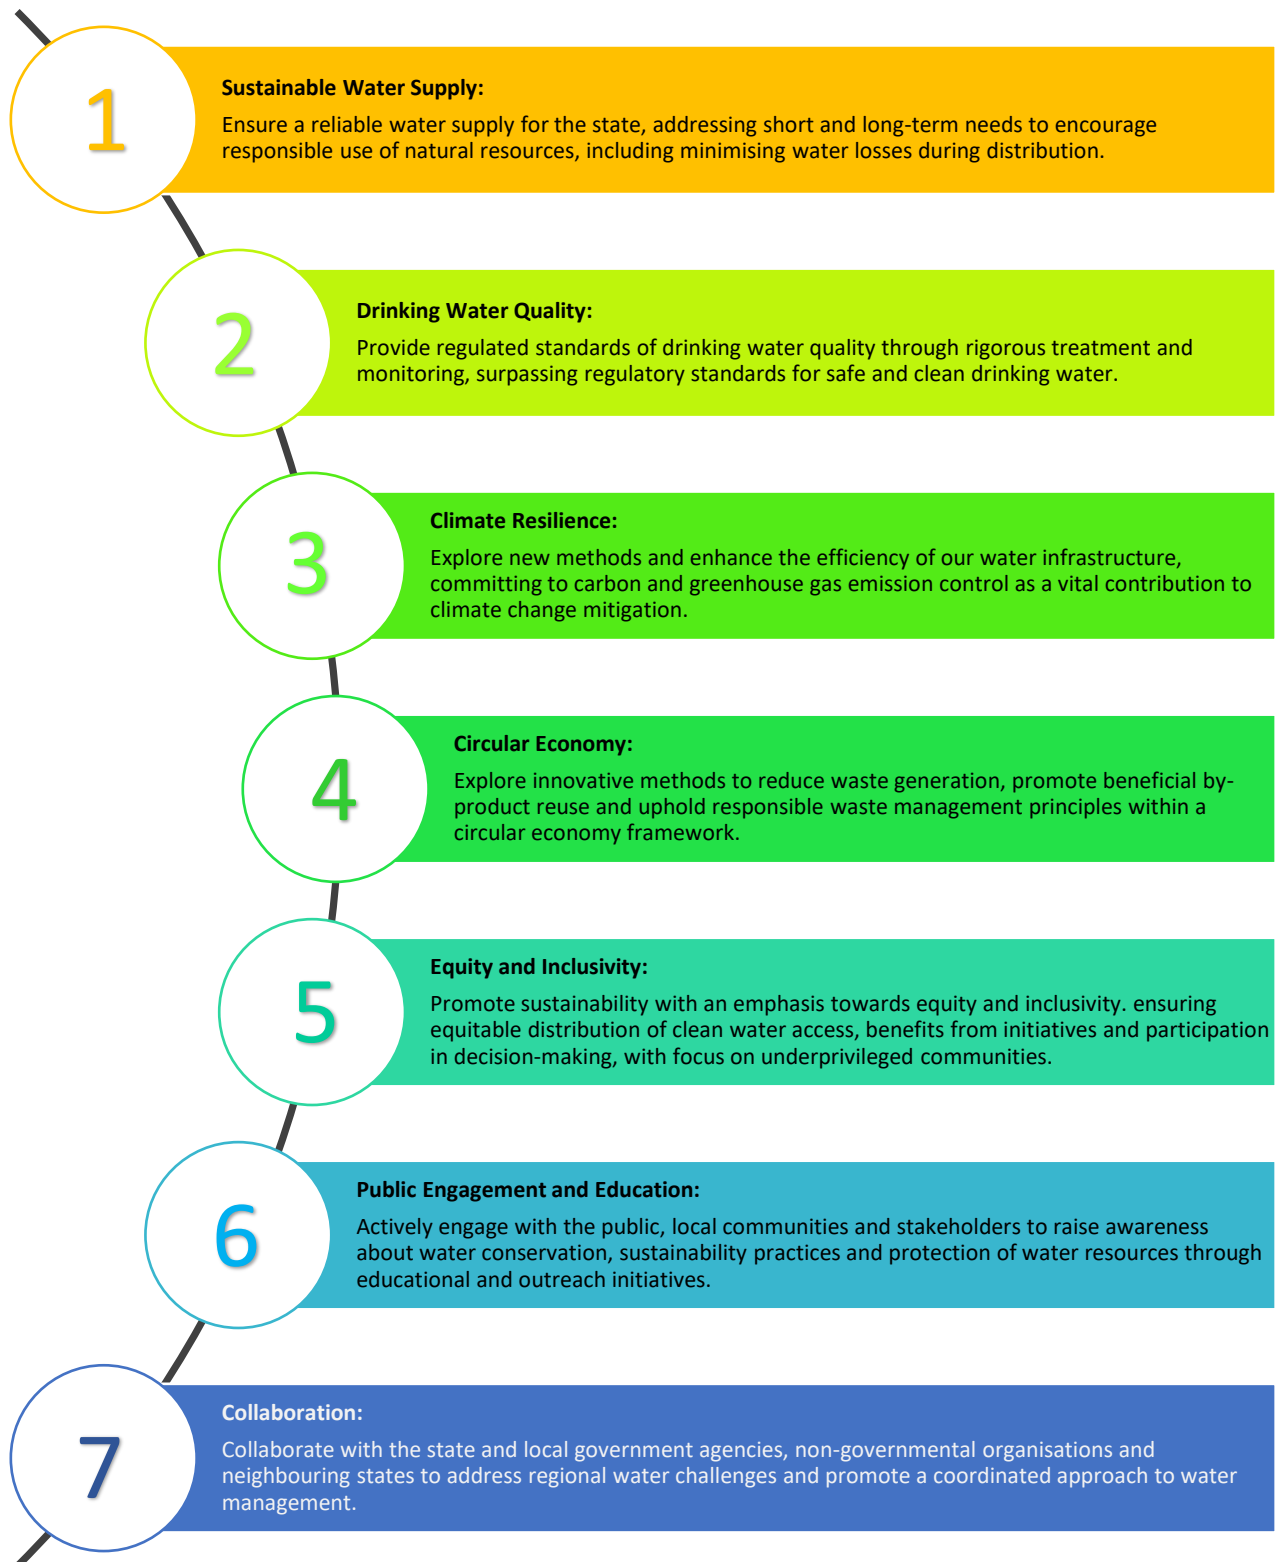 1
Sustainable Water Supply:
Ensure a reliable water supply for the state, addressing short and long-term needs to encourage
responsible use of natural resources, including minimising water losses during distribution.
2
Drinking Water Quality:
Provide regulated standards of drinking water quality through rigorous treatment and
monitoring, surpassing regulatory standards for safe and clean drinking water.
3
Climate Resilience:
Explore new methods and enhance the efficiency of our water infrastructure,
committing to carbon and greenhouse gas emission control as a vital contribution to
climate change mitigation.
4
Circular Economy:
Explore innovative methods to reduce waste generation, promote beneficial by-
product reuse and uphold responsible waste management principles within a
circular economy framework.
5
Equity and Inclusivity:
Promote sustainability with an emphasis towards equity and inclusivity. ensuring
equitable distribution of clean water access, benefits from initiatives and participation
in decision-making, with focus on underprivileged communities.
6
Public Engagement and Education:
Actively engage with the public, local communities and stakeholders to raise awareness
about water conservation, sustainability practices and protection of water resources through
educational and outreach initiatives.
7
Collaboration:
Collaborate with the state and local government agencies, non-governmental organisations and
neighbouring states to address regional water challenges and promote a coordinated approach to water
management.